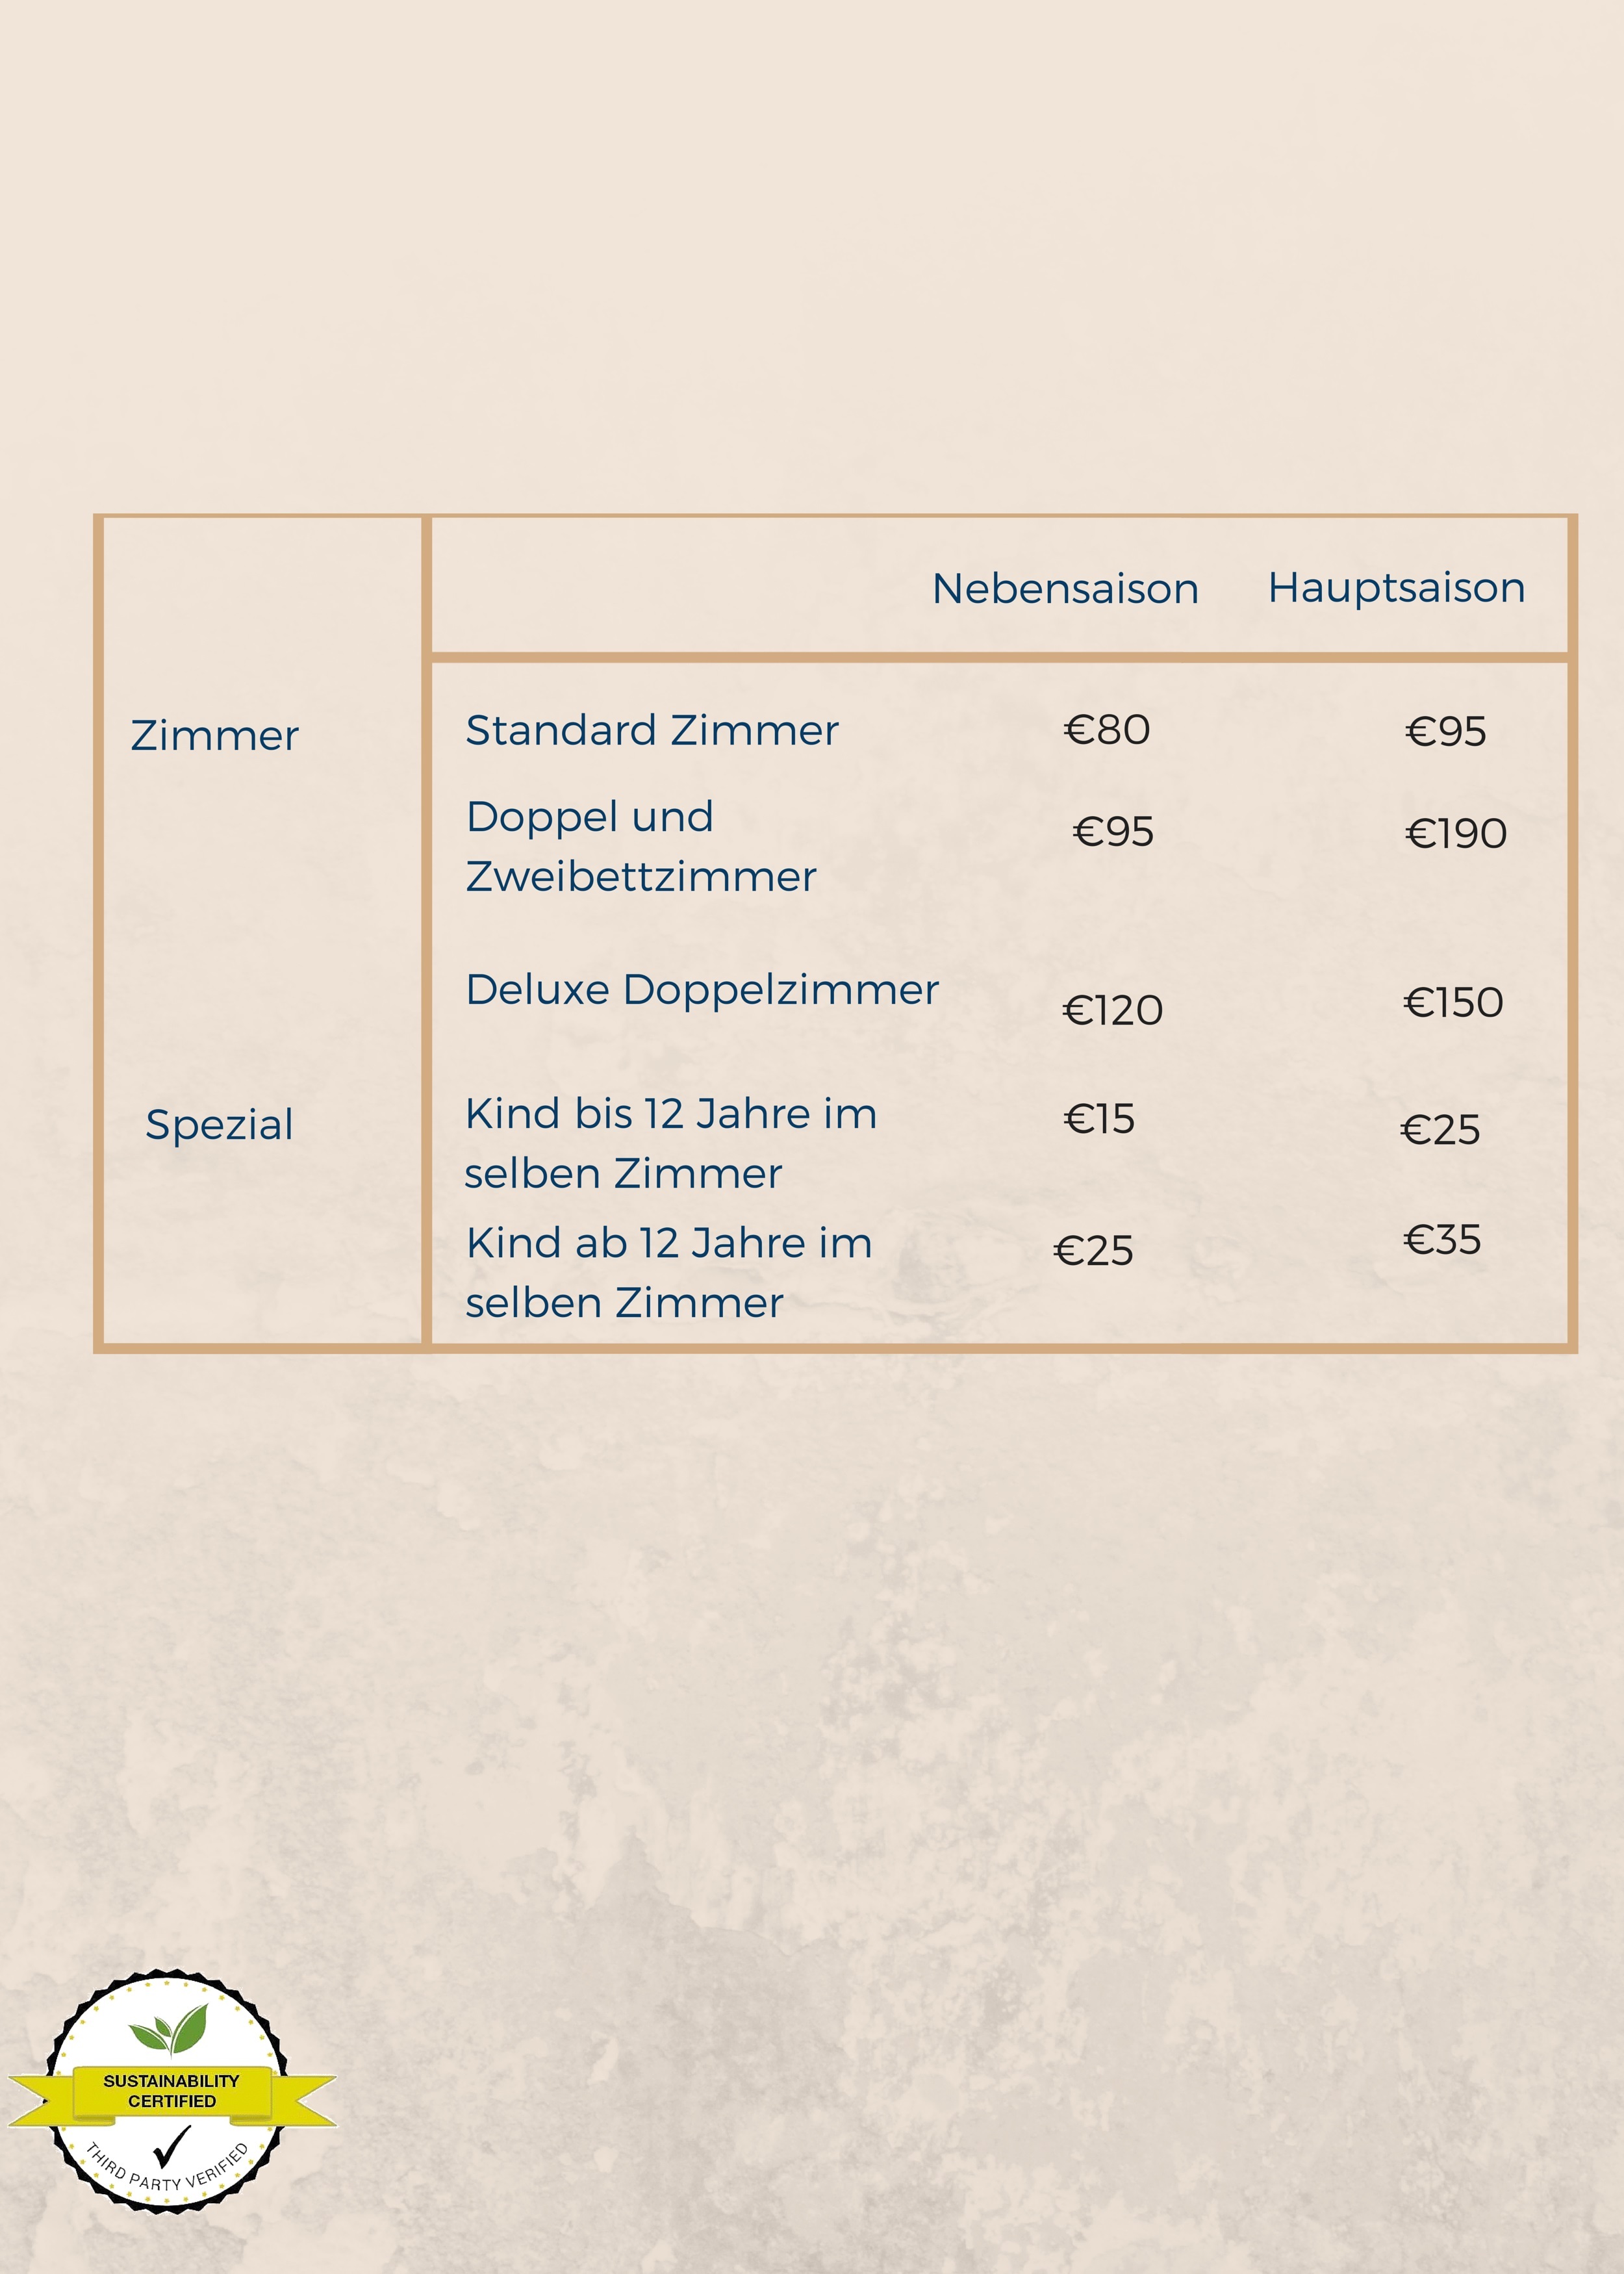 Nebensaison Hauptsaison
Zimmer Standard Zimmer €80 €95
Doppel und €95 €190
Zweibettzimmer
Deluxe Doppelzimmer €120 €150
Spezial Kind bis 12 Jahre im €15 €25
selben Zimmer
Kind ab 12 Jahre im €25 €35
selben Zimmer
SUSTAINABILITY
CERTIFIED
THIRD PARTY VERIFIED